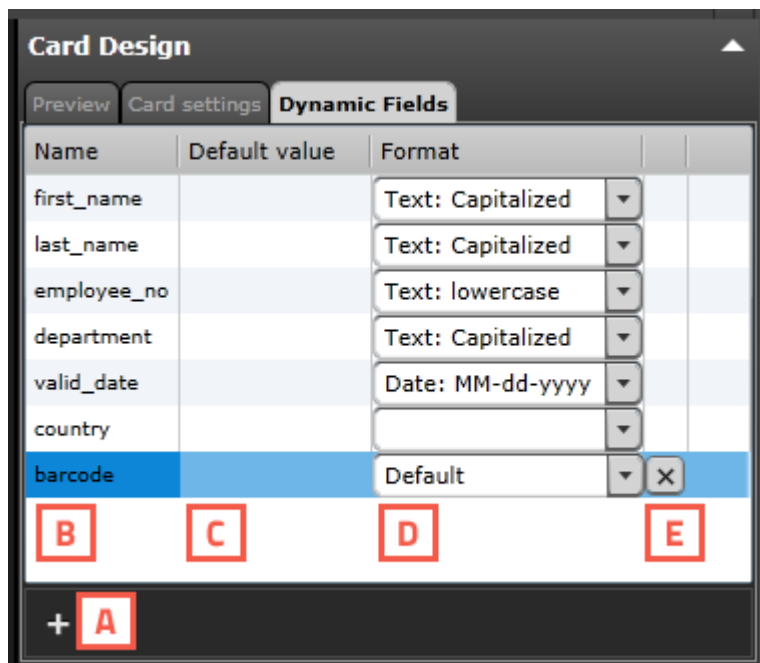 Card Design
Preview Card settings Dynamic Fields
Name Default value Format
first_name Text: Capitalized
last_name Text: Capitalized
employee_no Text: lowercase
department Text: Capitalized
valid_date Date: MM-dd-yyyy
country
barcode Default
B C D E
+ A